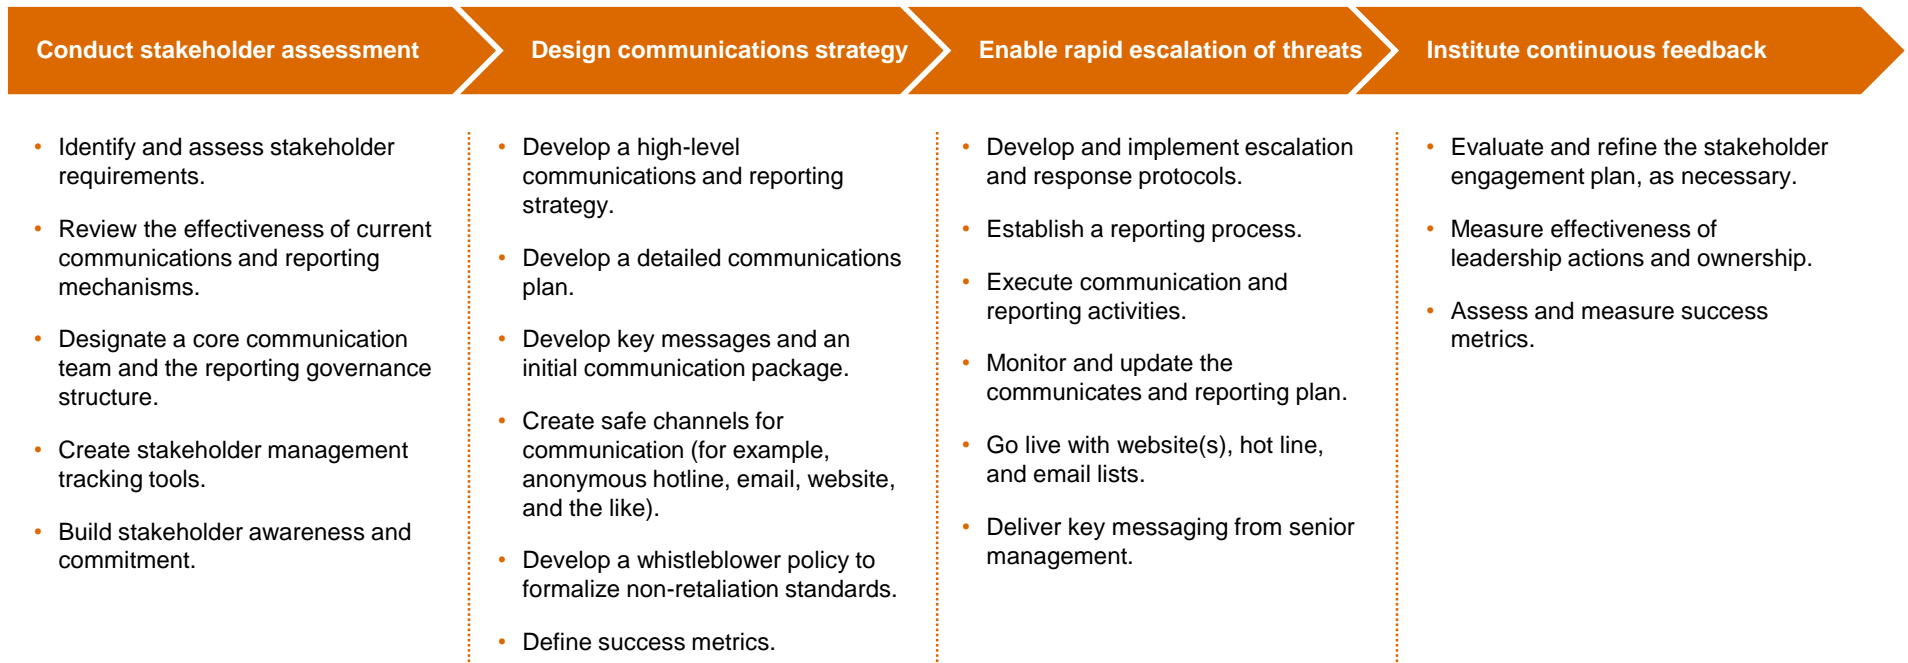 Conduct stakeholder assessment
Design communications strategy
Enable rapid escalation of threats
Institute continuous feedback
• Identify and assess stakeholder
requirements.
• Review the effectiveness of current
communications and reporting
mechanisms.
• Designate a core communication
team and the reporting governance
structure.
• Create stakeholder management
tracking tools.
• Build stakeholder awareness and
commitment.
• Develop a high-level
communications and reporting
strategy.
• Develop a detailed communications
plan.
• Develop key messages and an
initial communication package.
• Create safe channels for
communication (for example,
anonymous hotline, email, website,
and the like).
• Develop a whistleblower policy to
formalize non-retaliation standards.
• Define success metrics.
• Develop and implement escalation
and response protocols.
• Establish a reporting process.
• Execute communication and
reporting activities.
• Monitor and update the
communicates and reporting plan.
• Go live with website(s), hot line,
and email lists.
• Deliver key messaging from senior
management.
• Evaluate and refine the stakeholder
engagement plan, as necessary.
• Measure effectiveness of
leadership actions and ownership.
• Assess and measure success
metrics.